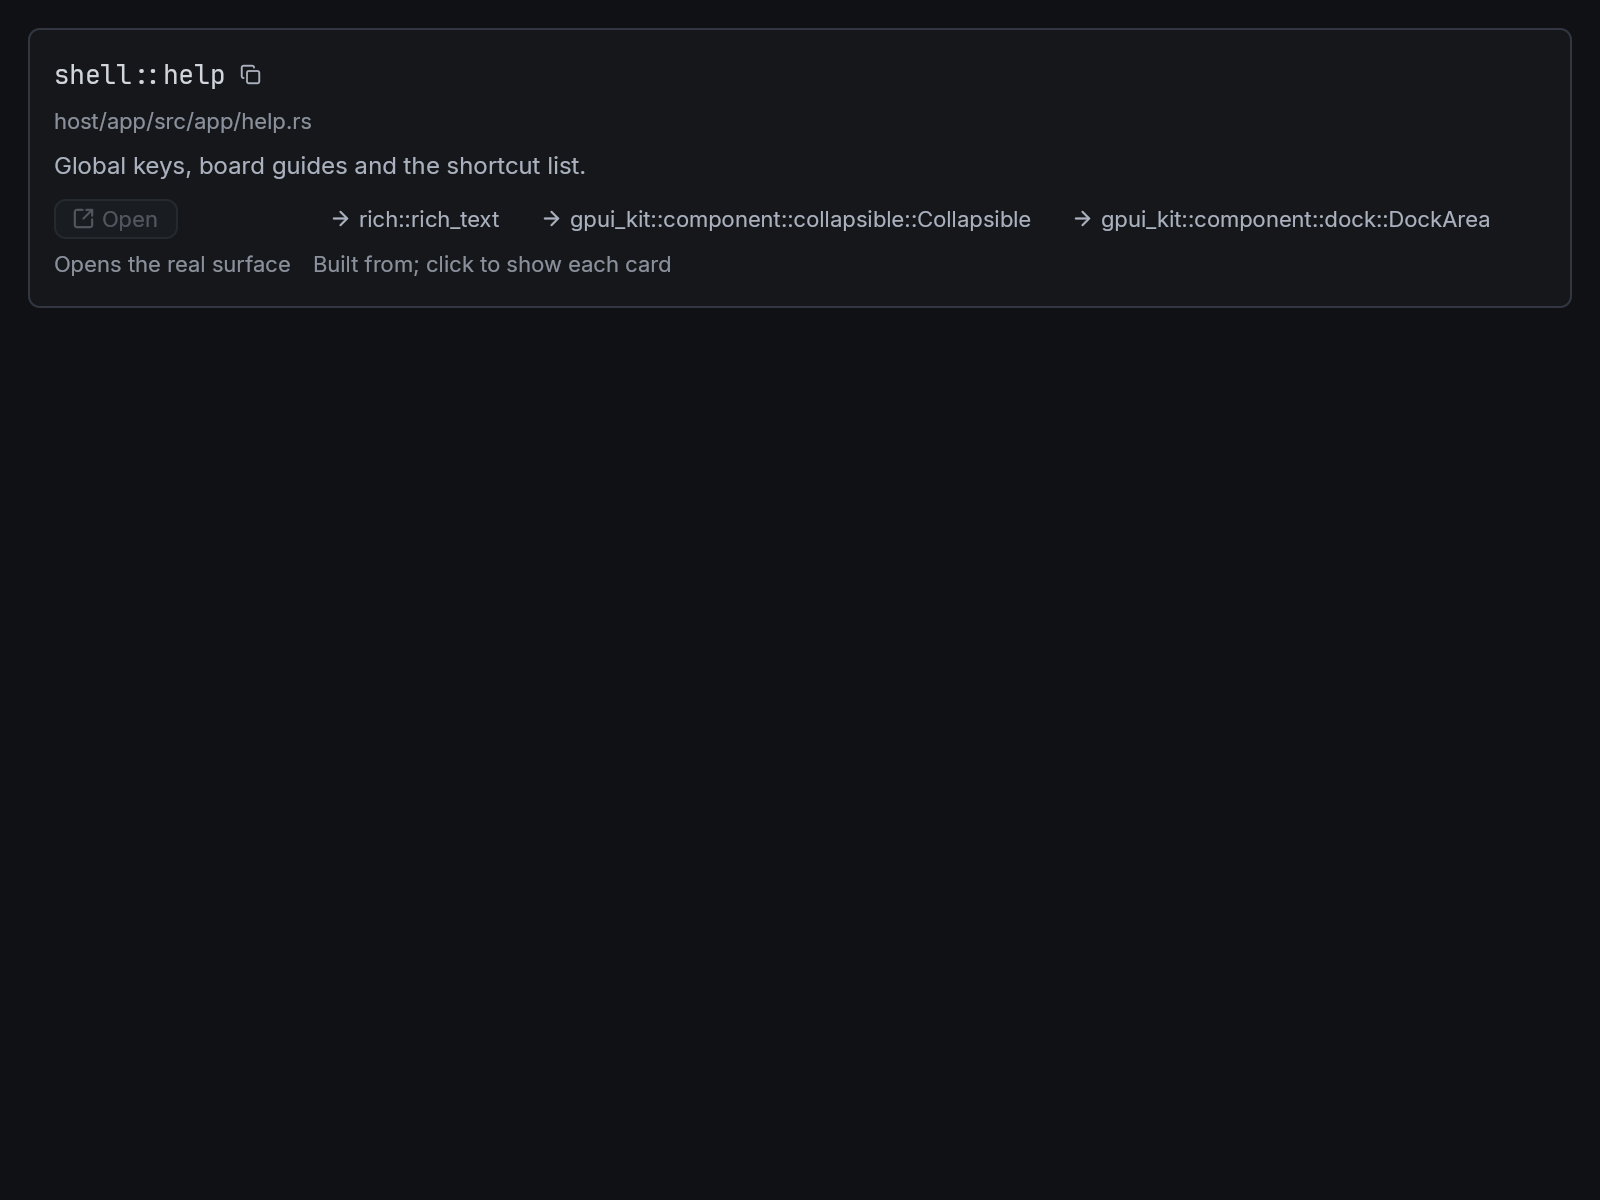 shell::help
host/app/src/app/help.rs
Global keys, board guides and the shortcut list.
Open → rich::rich_text → gpui_kit::component::collapsible::Collapsible → gpui_kit::component::dock::DockArea
Opens the real surface Built from; click to show each card